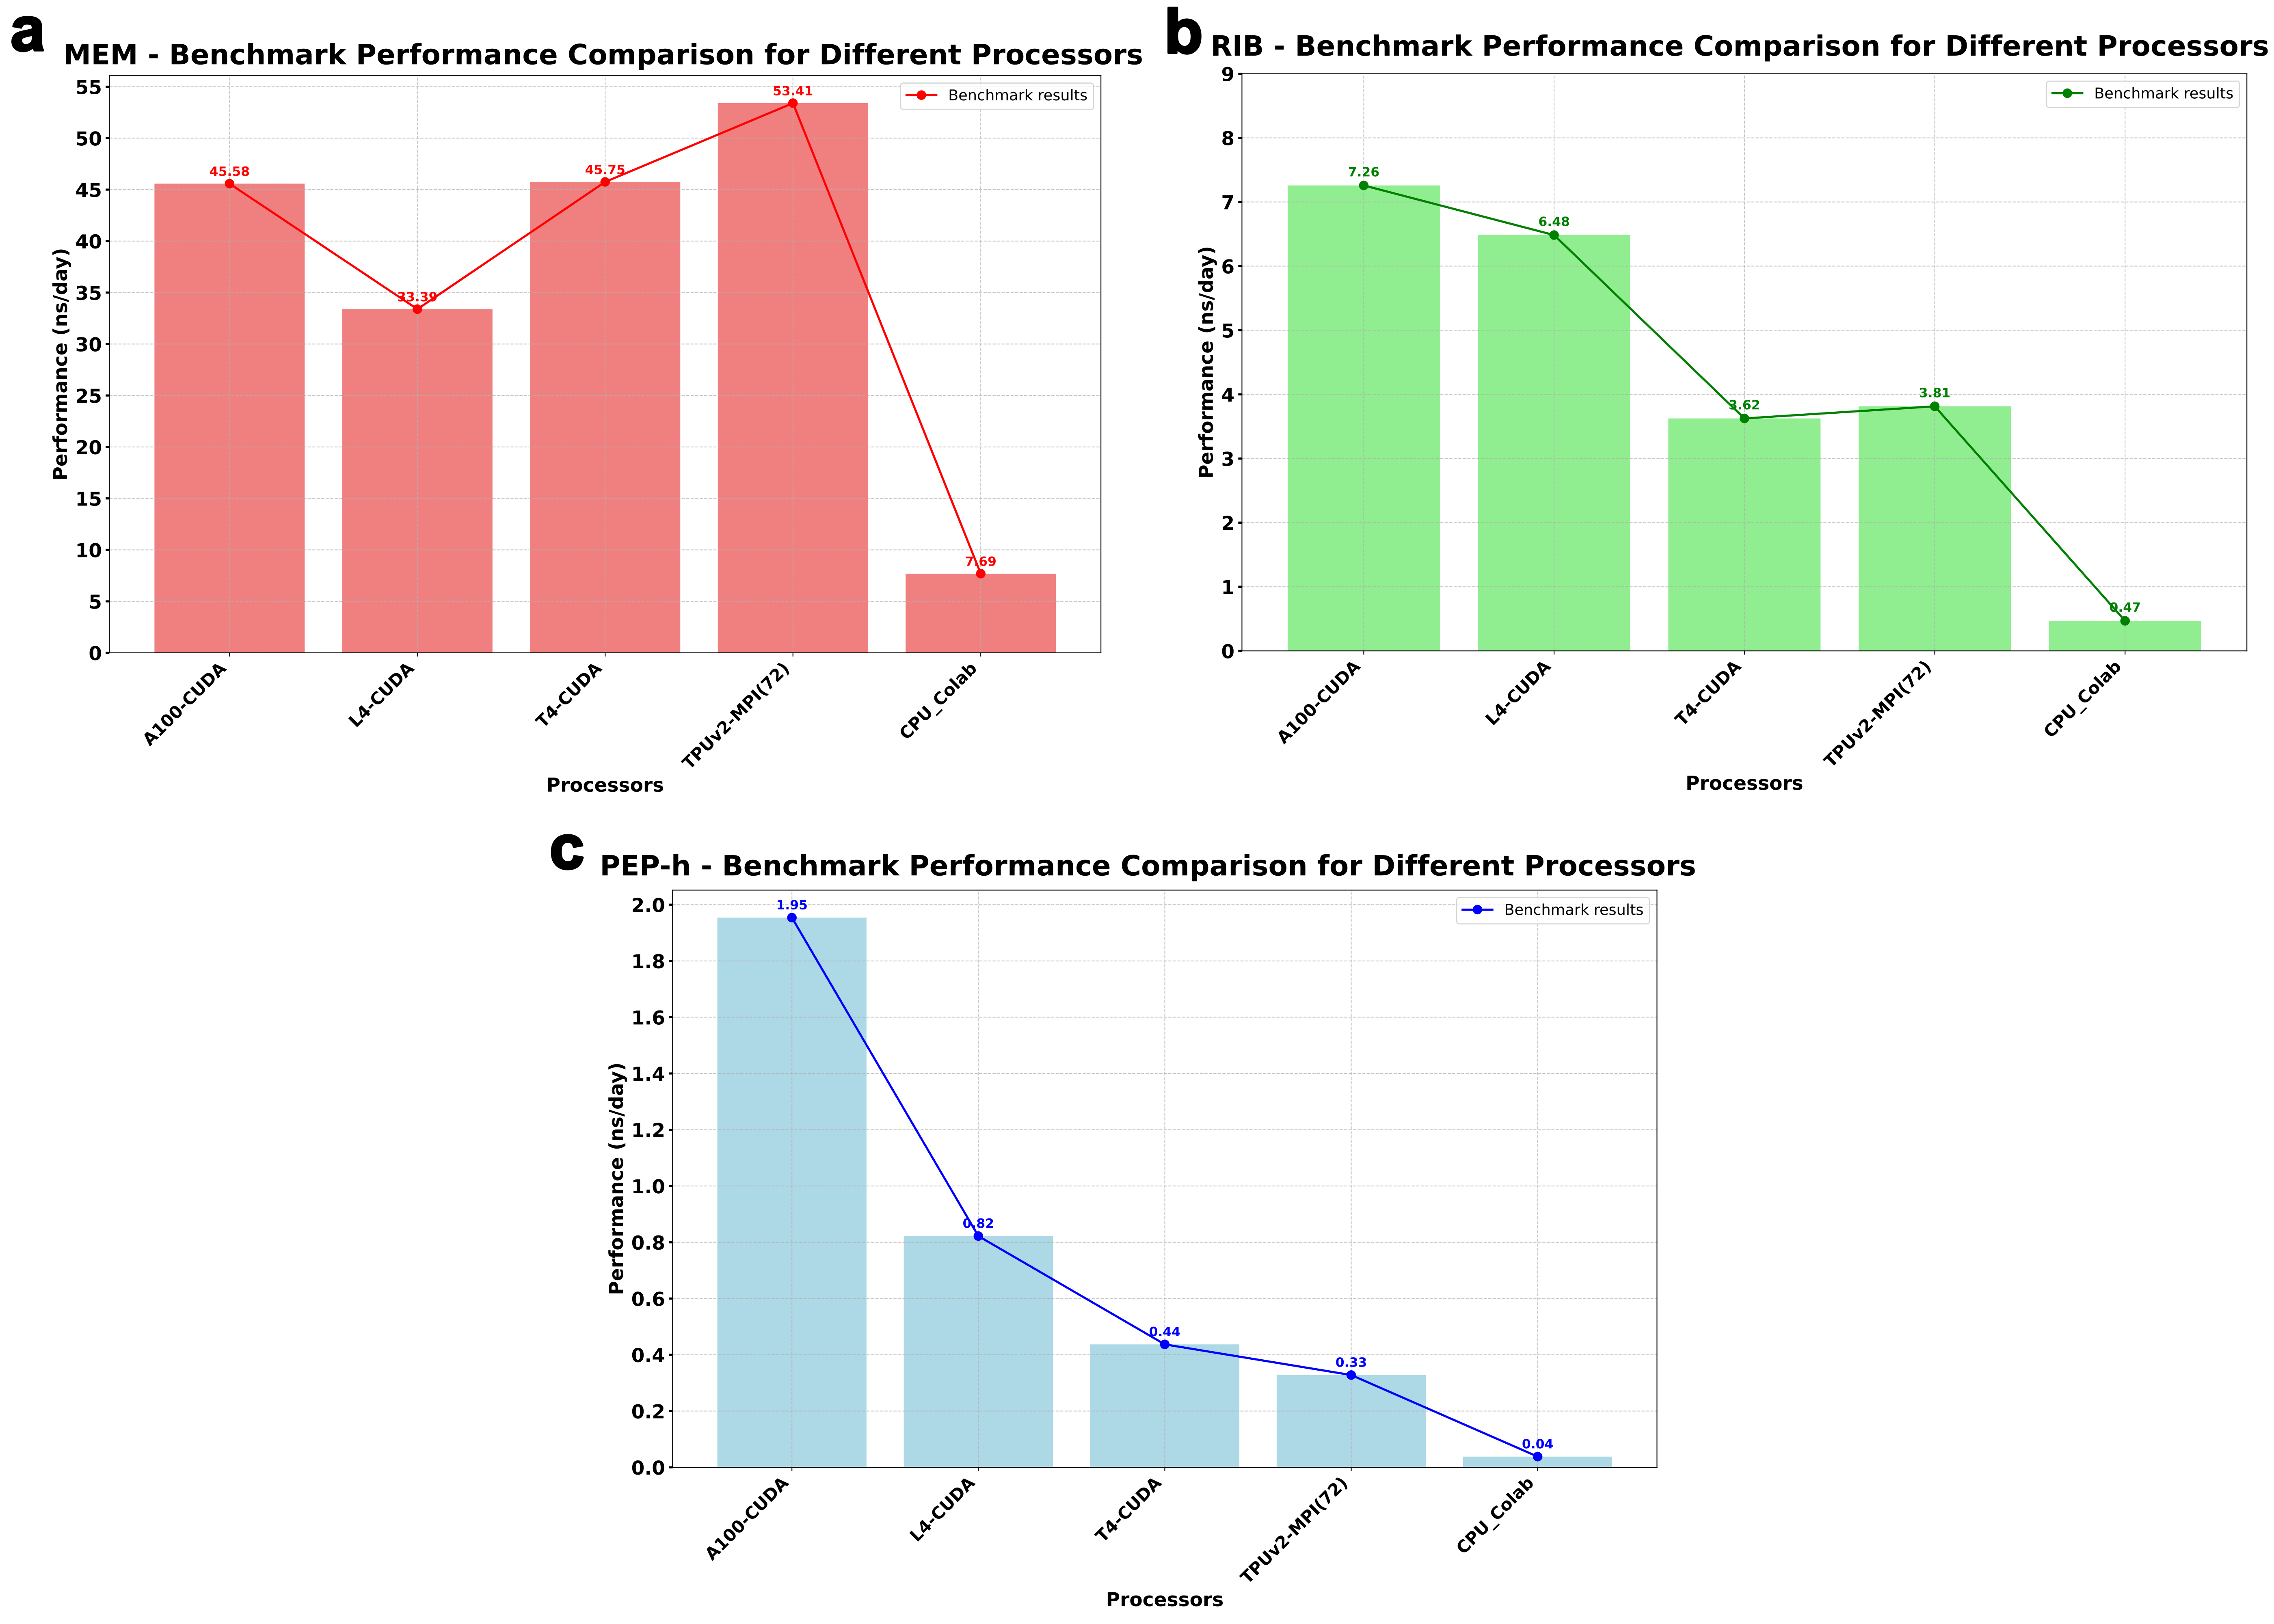 a
MEM - Benchmark Performance Comparison for Different Processors
Performance (ns/day)
55
50
45
40
35
30
25
20
15
10
5
0
Benchmark results
45.58
33.39
45.75
53.41
7.69
A100-CUDA
L4-CUDA
T4-CUDA
TPUv2-MPI(72)
CPU_Colab
Processors
b
RIB - Benchmark Performance Comparison for Different Processors
Performance (ns/day)
9
8
7
6
5
4
3
2
1
0
Benchmark results
7.26
6.48
3.62
3.81
0.47
A100-CUDA
L4-CUDA
T4-CUDA
TPUv2-MPI(72)
CPU_Colab
Processors
c
PEP-h - Benchmark Performance Comparison for Different Processors
Performance (ns/day)
2.0
1.8
1.6
1.4
1.2
1.0
0.8
0.6
0.4
0.2
0.0
Benchmark results
1.95
0.82
0.44
0.33
0.04
A100-CUDA
L4-CUDA
T4-CUDA
TPUv2-MPI(72)
CPU_Colab
Processors